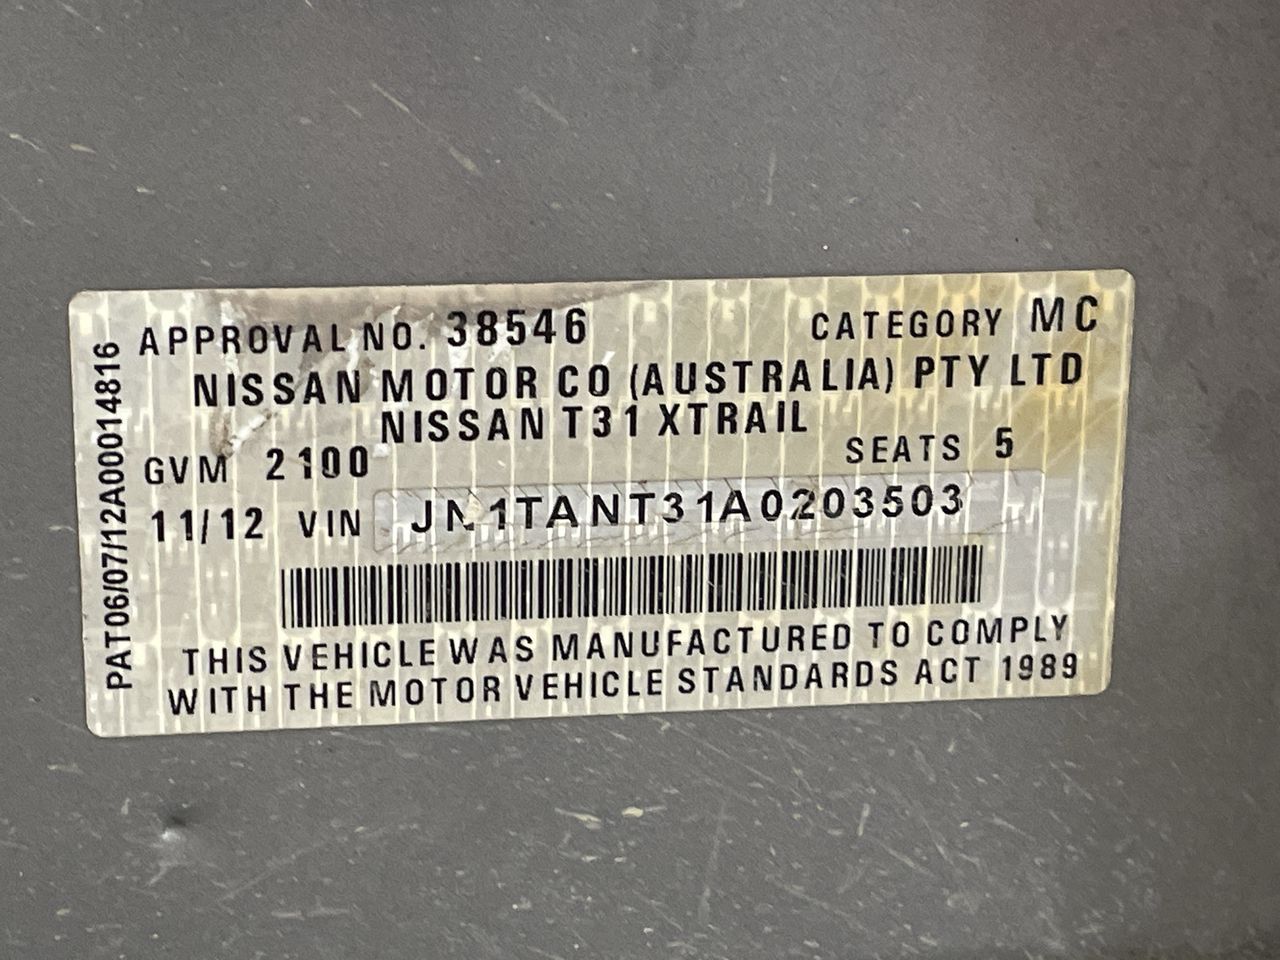 APPROVAL NO. 38546 CATEGORY MC
NISSAN MOTOR CO (AUSTRALIA) PTY LTD
NISSAN T31 XTRAIL
GVM 2100 SEATS 5
11/12 VIN JN1TANT31A0203503
THIS VEHICLE WAS MANUFACTURED TO COMPLY
WITH THE MOTOR VEHICLE STANDARDS ACT 1989
PAT06/07/12A00014816